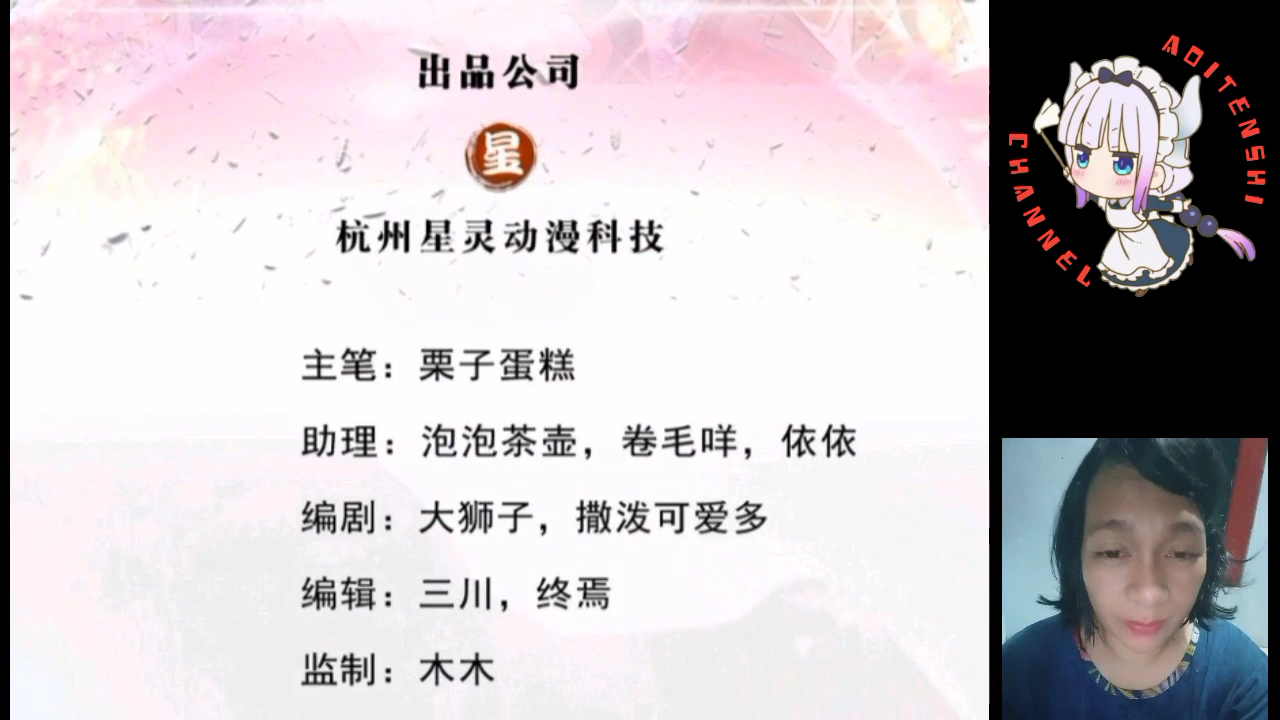 出品公司
星
杭州星灵动漫科技
主笔：栗子蛋糕
助理：泡泡茶壶，卷毛咩，依依
编剧：大狮子，撒泼可爱多
编辑：三川，终焉
监制：木木
AOITENSHI
CHANNEL